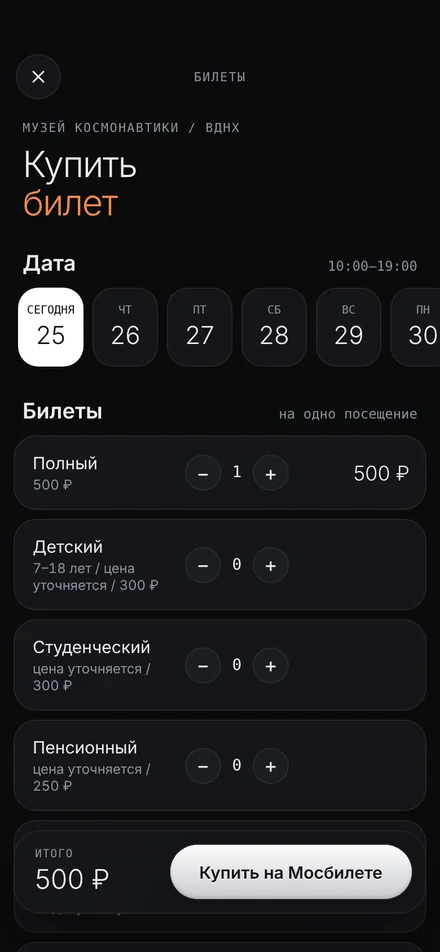 БИЛЕТЫ
МУЗЕЙ КОСМОНАВТИКИ / ВДНХ
Купить
билет
Дата
10:00–19:00
СЕГОДНЯ
25
ЧТ
26
ПТ
27
СБ
28
ВС
29
ПН
30
Билеты
на одно посещение
Полный
500 ₽
− 1 +
500 ₽
Детский
7–18 лет / цена
уточняется / 300 ₽
− 0 +
Студенческий
цена уточняется /
300 ₽
− 0 +
Пенсионный
цена уточняется /
250 ₽
− 0 +
ИТОГО
500 ₽
Купить на Мосбилете